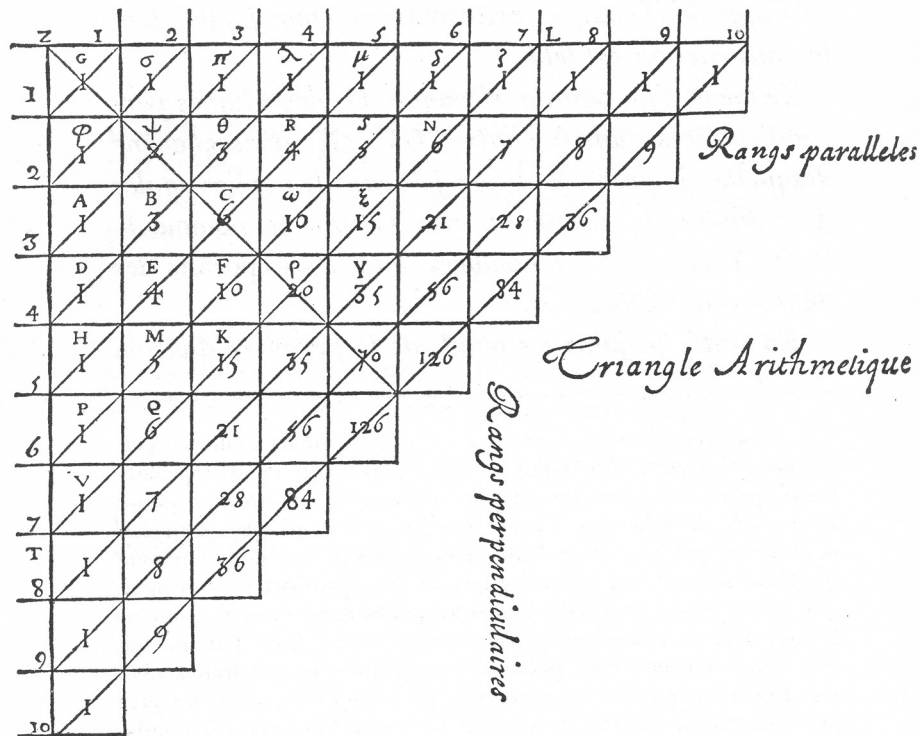 Z 1 2 3 4 5 6 7 L 8 9 10
G σ π λ μ δ ζ
1 1 1 1 1 1 1 1 1 1 1
φ ψ θ R S N
2 1 2 3 4 5 6 7 8 9 Rangs paralleles
A B C ω ξ
3 1 3 6 10 15 21 28 36
D E F ρ Y
4 1 4 10 20 35 56 84
H M K
5 1 5 15 35 70 126 Triangle Arithmetique
P Q
6 1 6 21 56 126
V
7 1 7 28 84
T
8 1 8 36
9 1 9
10 1
Rangs perpendiculaires